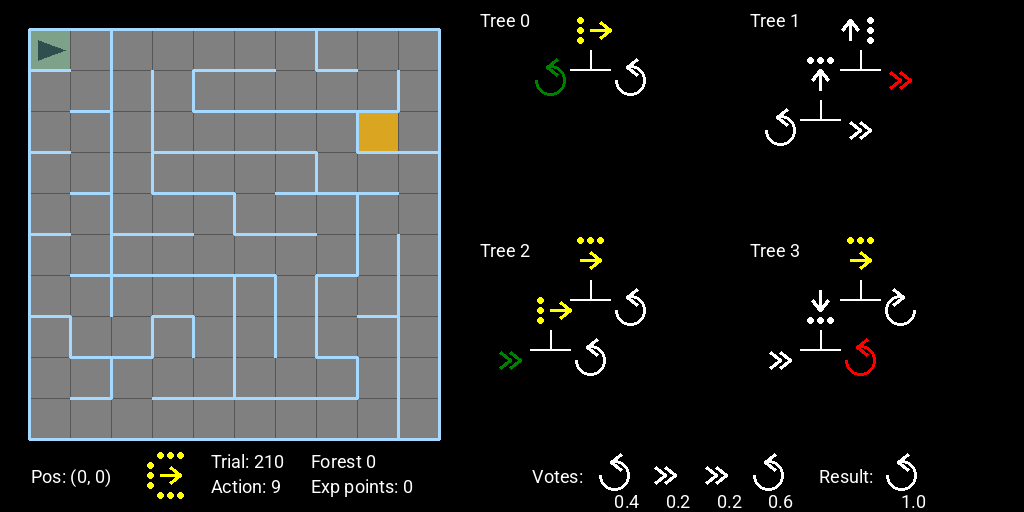 Tree 0
Tree 1
Tree 2
Tree 3
Pos: (0, 0)
Trial: 210
Forest 0
Action: 9
Exp points: 0
Votes:
0.4
0.2
0.2
0.6
Result:
1.0